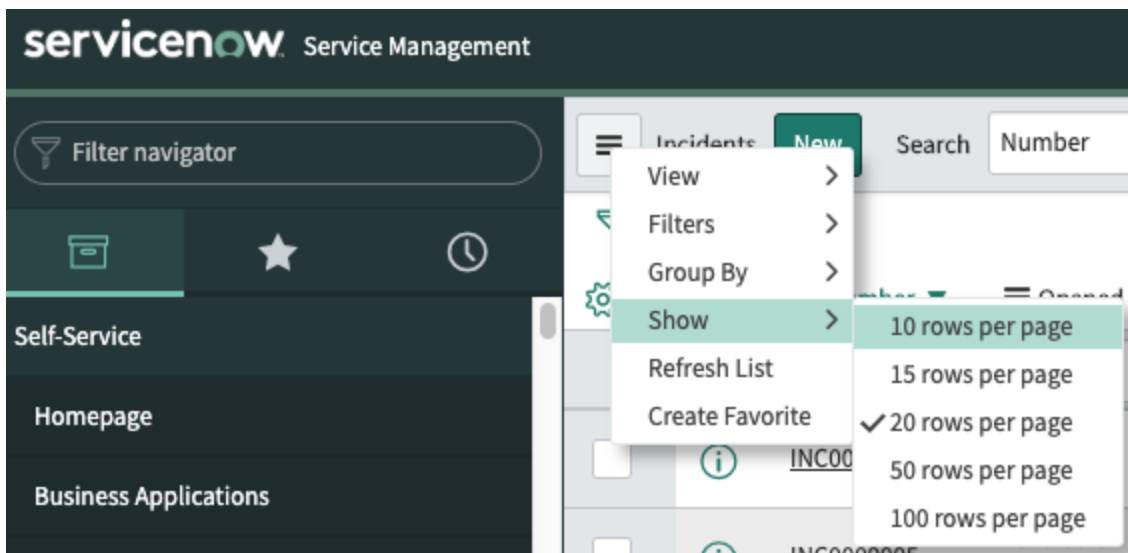 servicenow. Service Management
Filter navigator
Incidents New Search Number
View
Filters
Group By
Show
Refresh List
Create Favorite
10 rows per page
15 rows per page
20 rows per page
50 rows per page
100 rows per page
Opened
Self-Service
Homepage
Business Applications
INC00